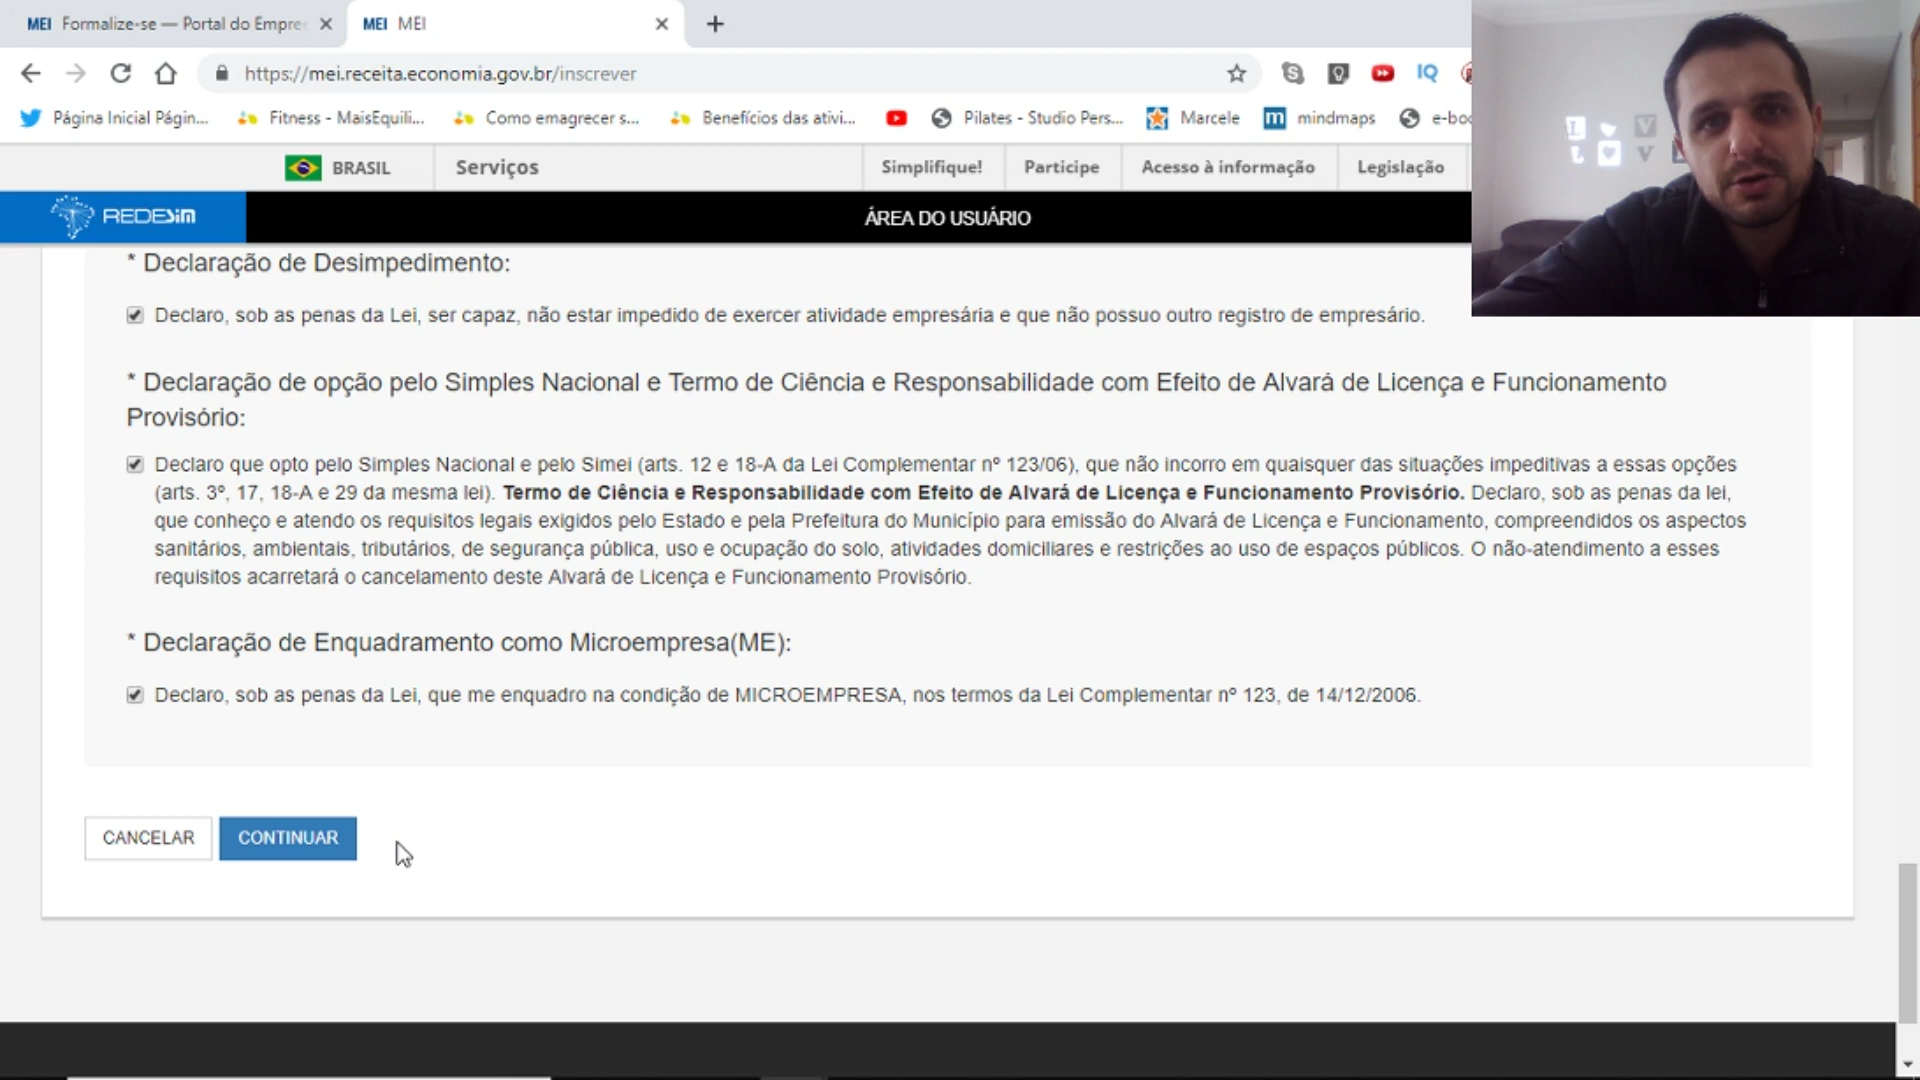 MEI Formalize-se — Portal do Empre
MEI MEI
https://mei.receita.economia.gov.br/inscrever
IQ
Página Inicial Págin...
Fitness - MaisEquili...
Como emagrecer s...
Benefícios das ativi...
Pilates - Studio Pers...
Marcele
m mindmaps
e-boo
BRASIL
Serviços
Simplifique!
Participe
Acesso à informação
Legislação
REDESIM
ÁREA DO USUÁRIO
* Declaração de Desimpedimento:
Declaro, sob as penas da Lei, ser capaz, não estar impedido de exercer atividade empresária e que não possuo outro registro de empresário.
* Declaração de opção pelo Simples Nacional e Termo de Ciência e Responsabilidade com Efeito de Alvará de Licença e Funcionamento
Provisório:
Declaro que opto pelo Simples Nacional e pelo Simei (arts. 12 e 18-A da Lei Complementar nº 123/06), que não incorro em quaisquer das situações impeditivas a essas opções
(arts. 3º, 17, 18-A e 29 da mesma lei). Termo de Ciência e Responsabilidade com Efeito de Alvará de Licença e Funcionamento Provisório. Declaro, sob as penas da lei,
que conheço e atendo os requisitos legais exigidos pelo Estado e pela Prefeitura do Município para emissão do Alvará de Licença e Funcionamento, compreendidos os aspectos
sanitários, ambientais, tributários, de segurança pública, uso e ocupação do solo, atividades domiciliares e restrições ao uso de espaços públicos. O não-atendimento a esses
requisitos acarretará o cancelamento deste Alvará de Licença e Funcionamento Provisório.
* Declaração de Enquadramento como Microempresa(ME):
Declaro, sob as penas da Lei, que me enquadro na condição de MICROEMPRESA, nos termos da Lei Complementar nº 123, de 14/12/2006.
CANCELAR
CONTINUAR